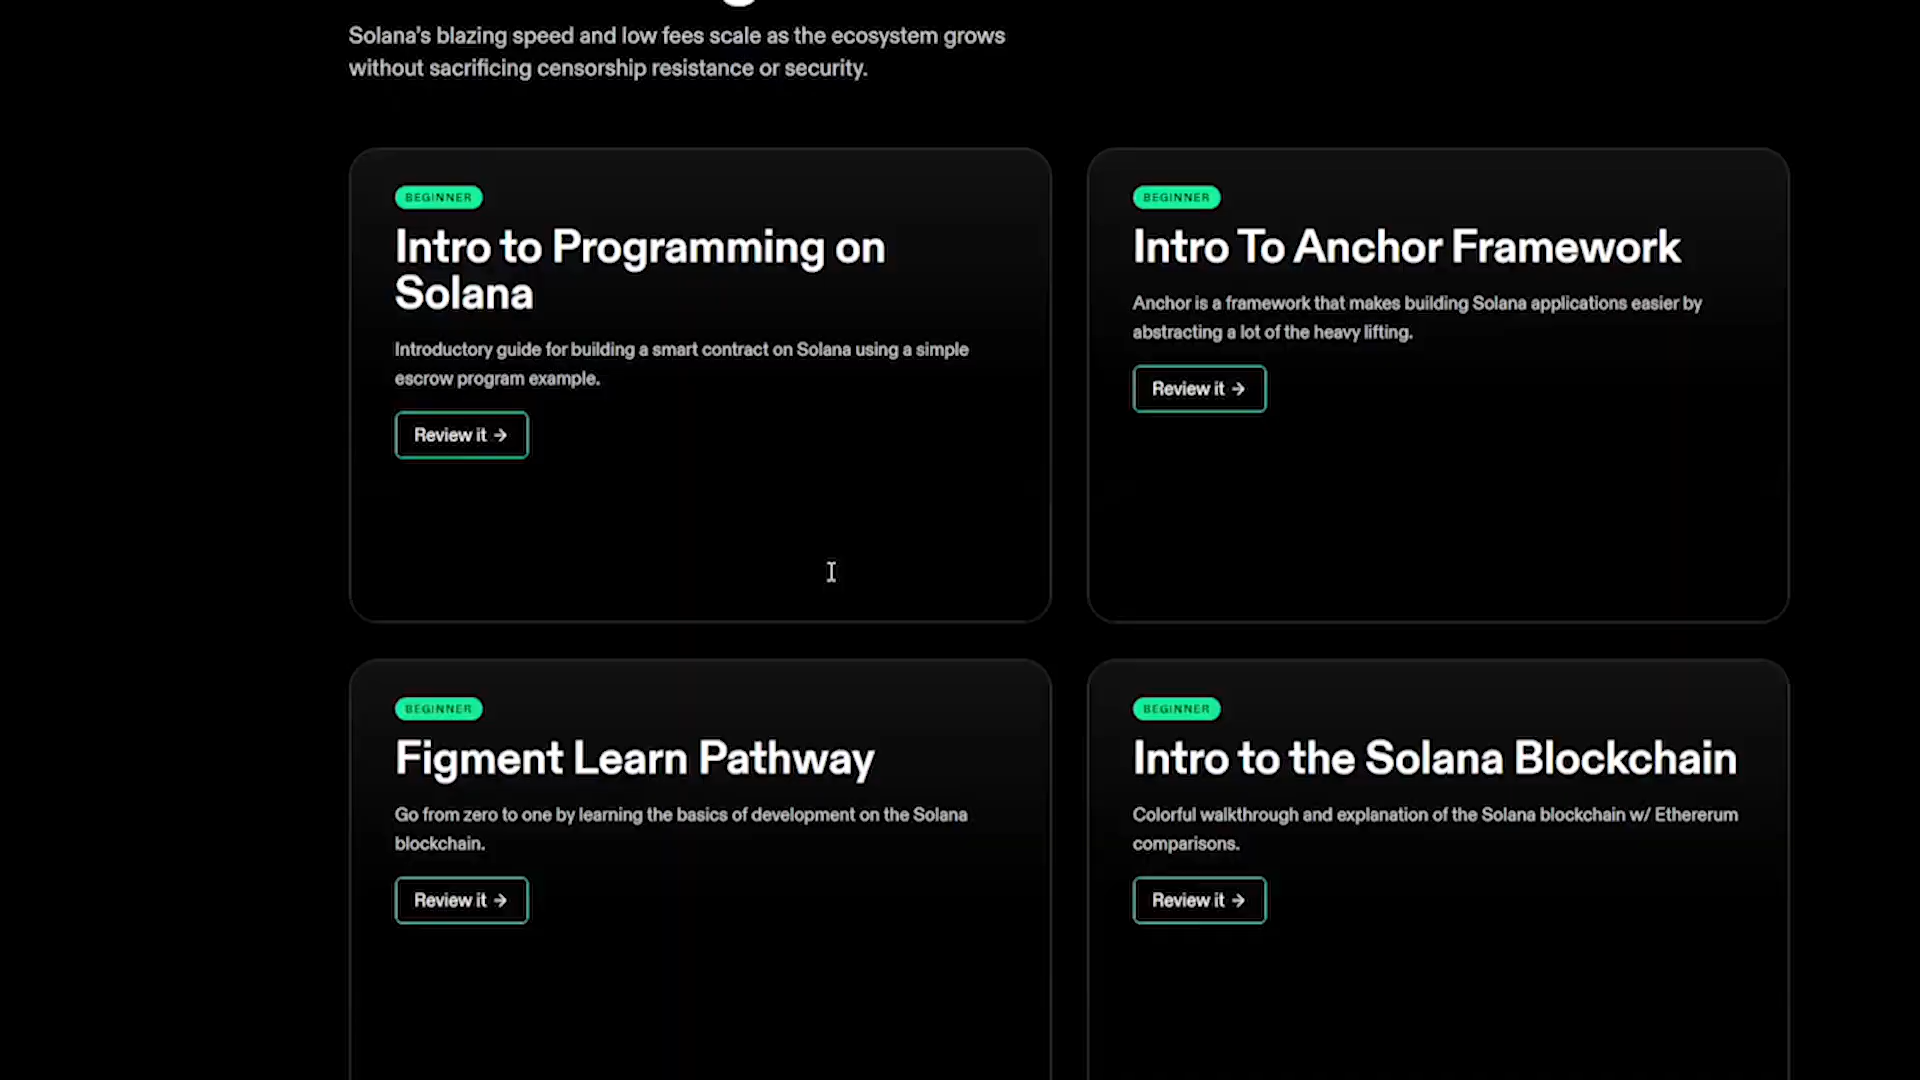 Solana's blazing speed and low fees scale as the ecosystem grows
without sacrificing censorship resistance or security.
BEGINNER
Intro to Programming on
Solana
Introductory guide for building a smart contract on Solana using a simple
escrow program example.
Review it →
BEGINNER
Intro To Anchor Framework
Anchor is a framework that makes building Solana applications easier by
abstracting a lot of the heavy lifting.
Review it →
BEGINNER
Figment Learn Pathway
Go from zero to one by learning the basics of development on the Solana
blockchain.
Review it →
BEGINNER
Intro to the Solana Blockchain
Colorful walkthrough and explanation of the Solana blockchain w/ Ethererum
comparisons.
Review it →